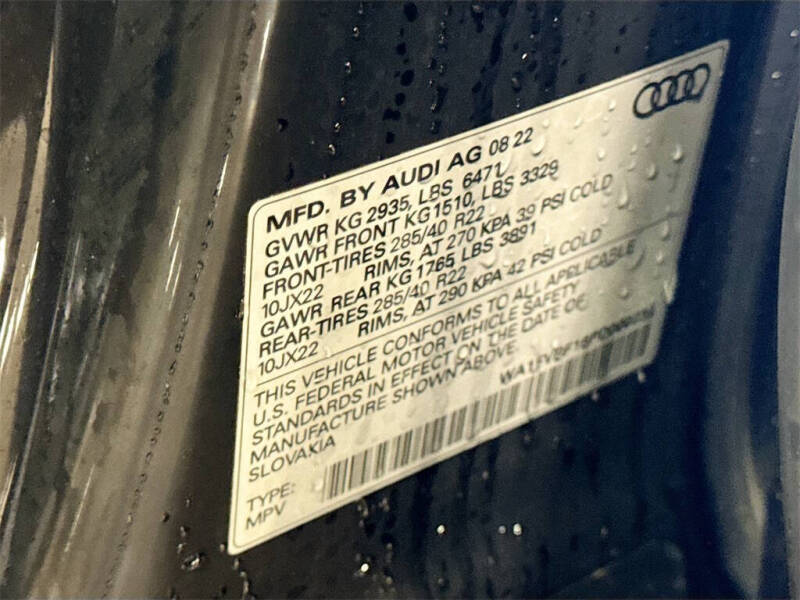 MFD. BY AUDI AG 08 22
GVWR KG 2935, LBS 6471
GAWR FRONT KG 1510, LBS 3329
FRONT-TIRES 285/40 R22
10JX22 RIMS, AT 270 KPA 39 PSI COLD
GAWR REAR KG 1765 LBS 3891
REAR-TIRES 285/40 R22
10JX22 RIMS, AT 290 KPA 42 PSI COLD
THIS VEHICLE CONFORMS TO ALL APPLICABLE
U.S. FEDERAL MOTOR VEHICLE SAFETY
STANDARDS IN EFFECT ON THE DATE OF
MANUFACTURE SHOWN ABOVE.
SLOVAKIA
TYPE:
MPV